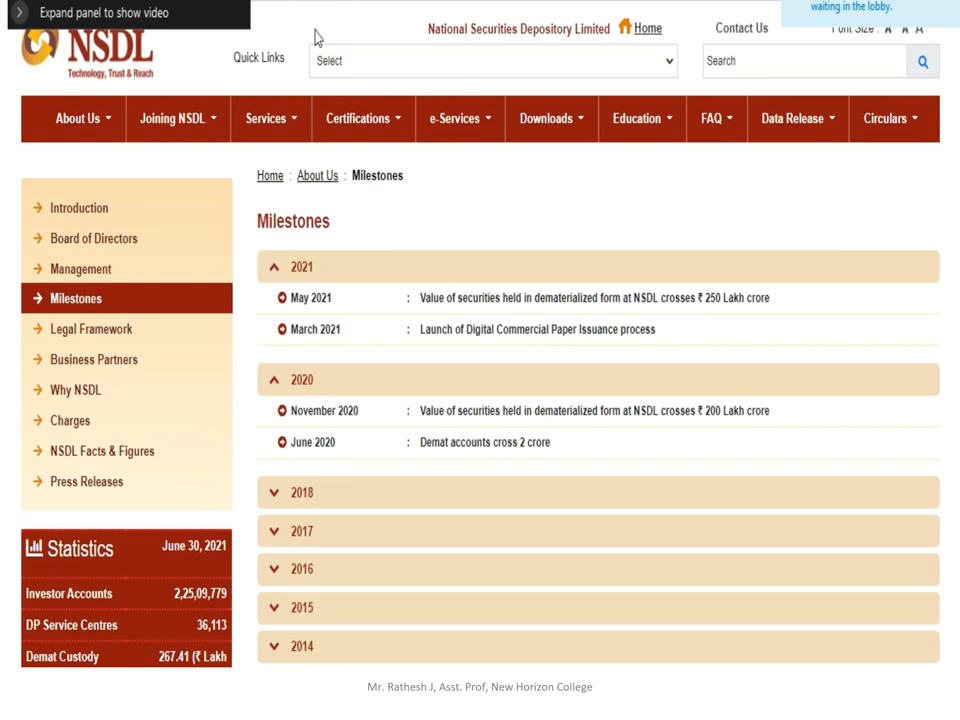 Expand panel to show video
waiting in the lobby.
NSDL
Technology, Trust & Reach
National Securities Depository Limited
Home
Contact Us
Font Size : A A A
Quick Links
Select
Search
About Us
Joining NSDL
Services
Certifications
e-Services
Downloads
Education
FAQ
Data Release
Circulars
Home : About Us : Milestones
Introduction
Board of Directors
Management
Milestones
Legal Framework
Business Partners
Why NSDL
Charges
NSDL Facts & Figures
Press Releases
Statistics June 30, 2021
Investor Accounts 2,25,09,779
DP Service Centres 36,113
Demat Custody 267.41 (₹ Lakh
Milestones
2021
May 2021 : Value of securities held in dematerialized form at NSDL crosses ₹ 250 Lakh crore
March 2021 : Launch of Digital Commercial Paper Issuance process
2020
November 2020 : Value of securities held in dematerialized form at NSDL crosses ₹ 200 Lakh crore
June 2020 : Demat accounts cross 2 crore
2018
2017
2016
2015
2014
Mr. Rathesh J, Asst. Prof, New Horizon College